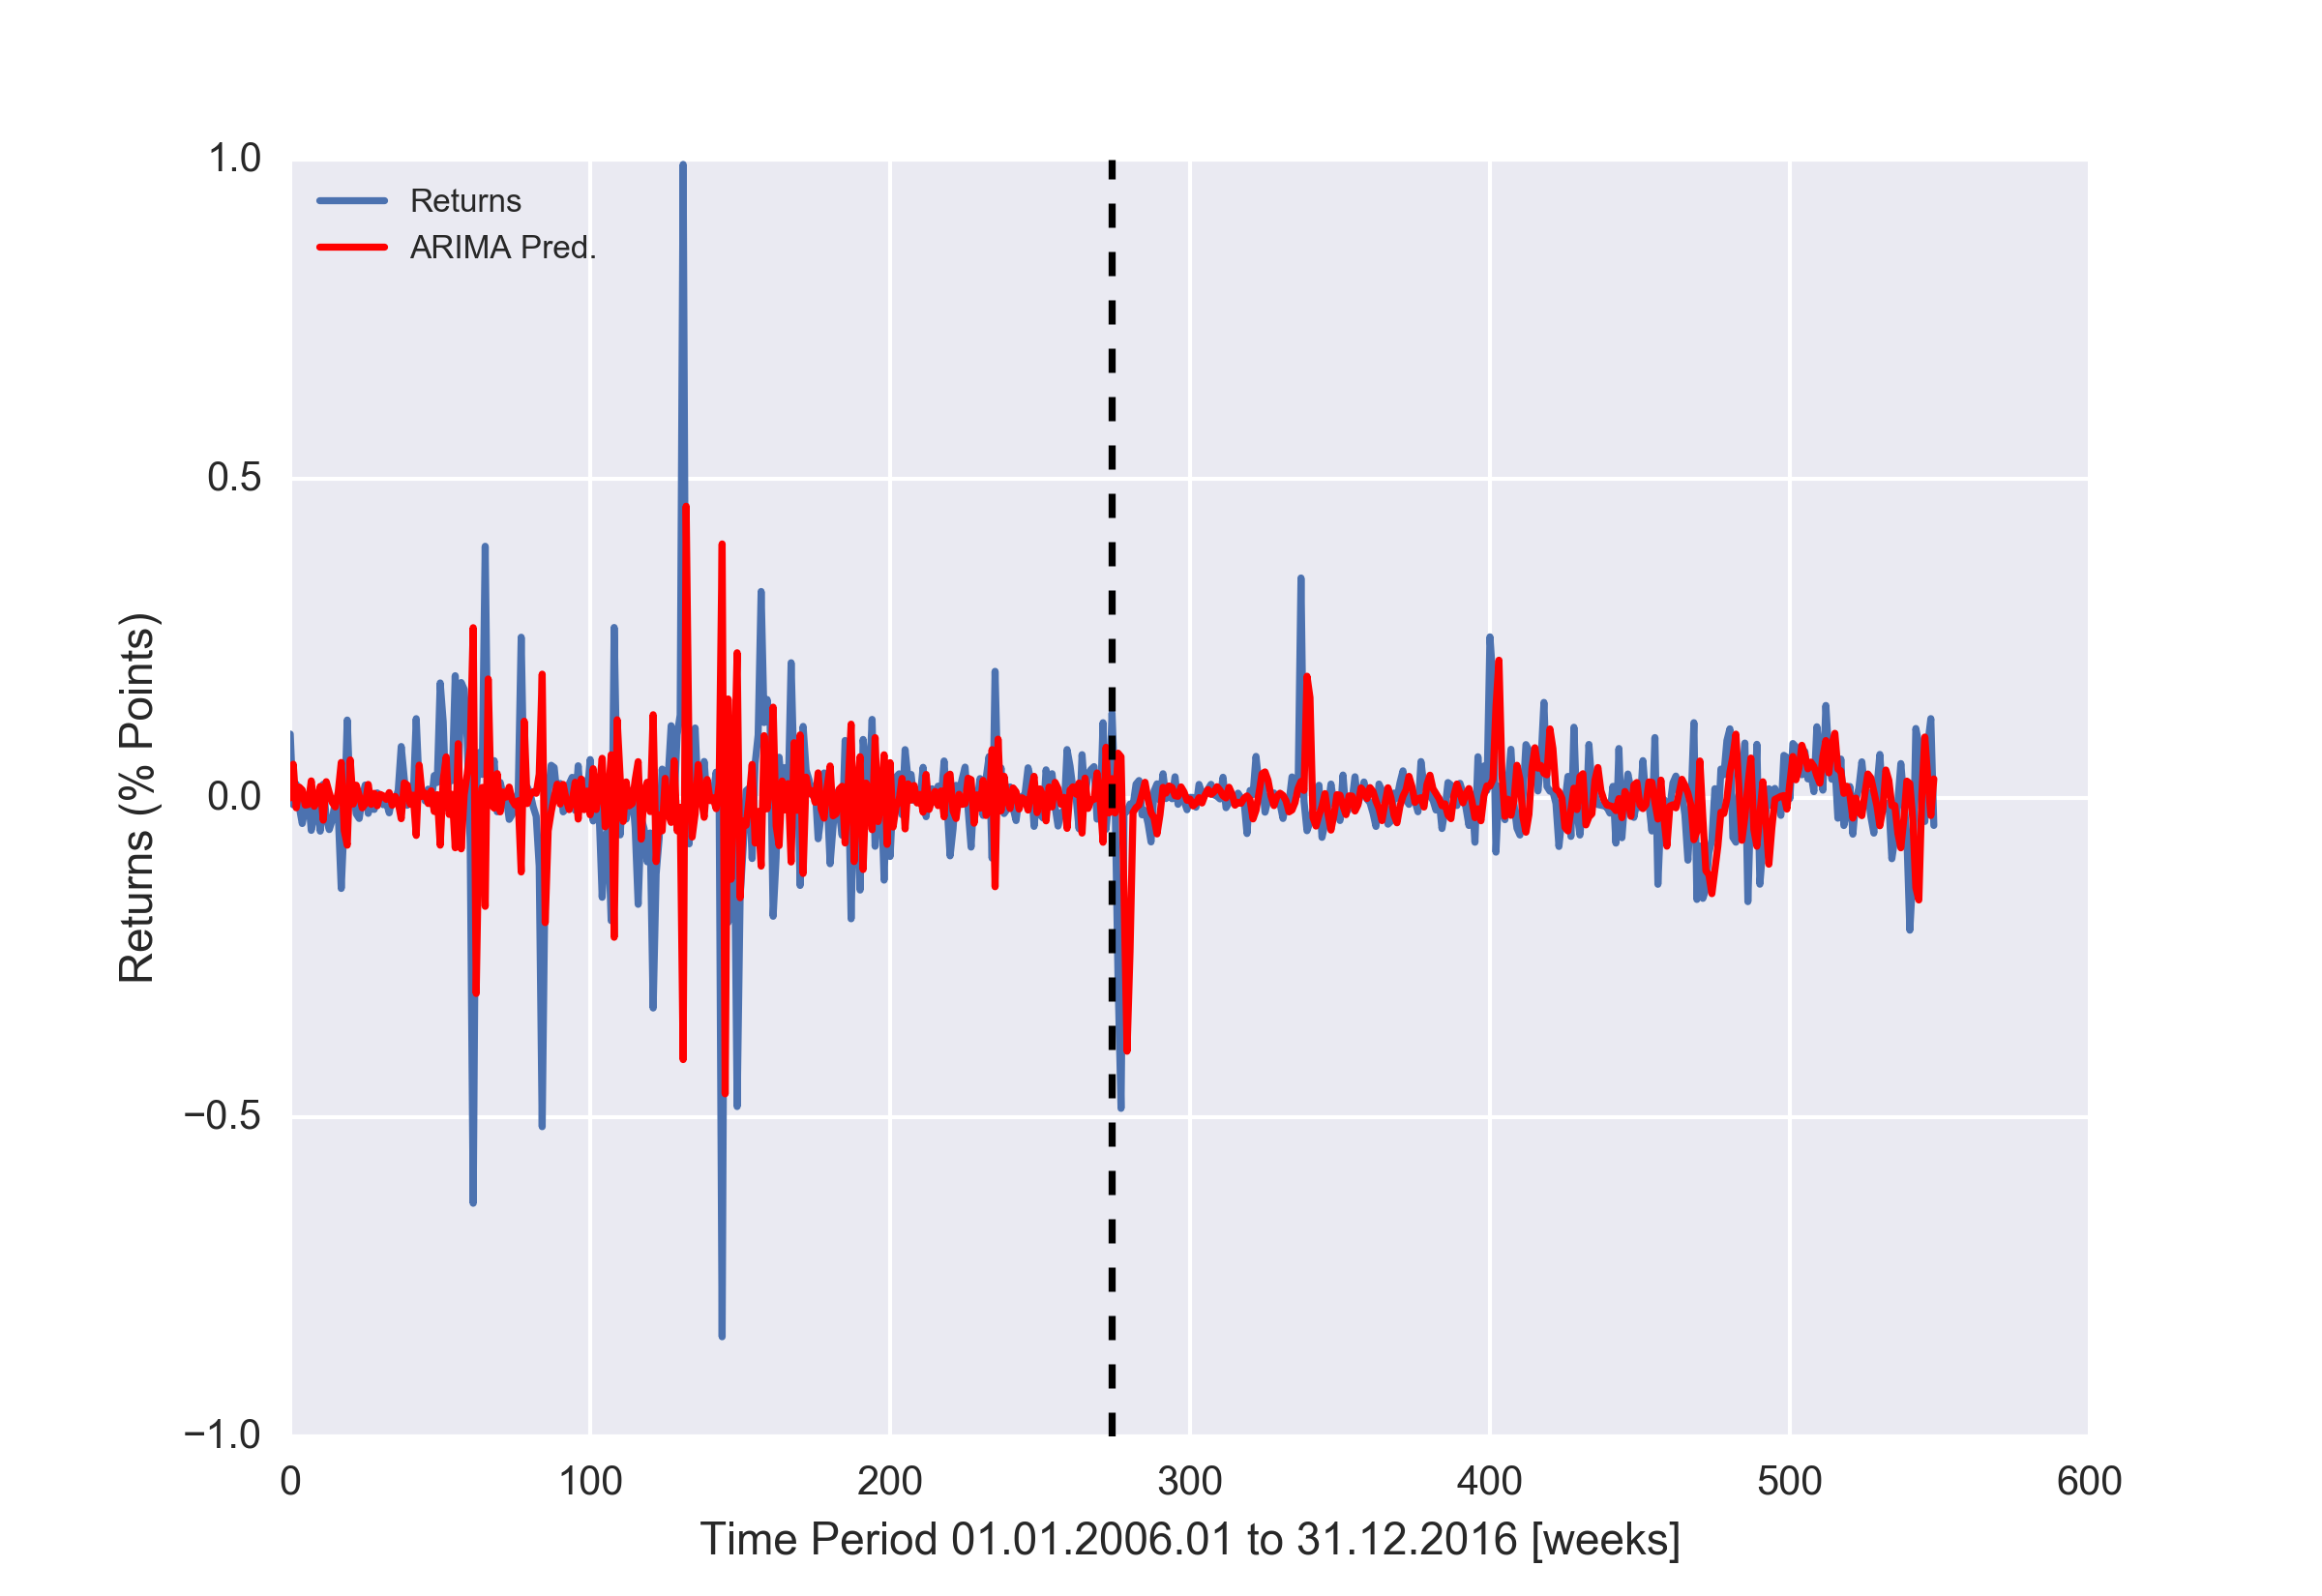 1.0
Returns
ARIMA Pred.
0.5
0.0
−0.5
−1.0
Returns (% Points)
0 100 200 300 400 500 600
Time Period 01.01.2006.01 to 31.12.2016 [weeks]